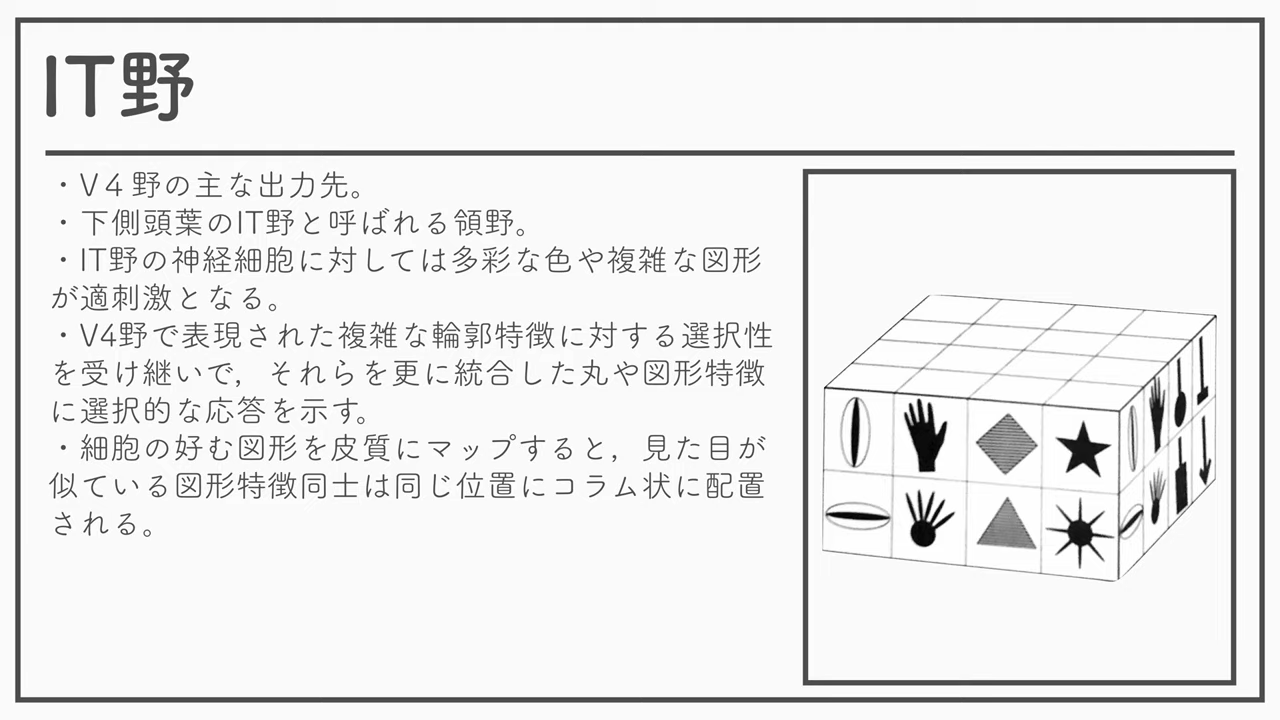 IT野
・V４野の主な出力先。
・下側頭葉のIT野と呼ばれる領野。
・IT野の神経細胞に対しては多彩な色や複雑な図形
が適刺激となる。
・V4野で表現された複雑な輪郭特徴に対する選択性
を受け継いで，それらを更に統合した丸や図形特徴
に選択的な応答を示す。
・細胞の好む図形を皮質にマップすると，見た目が
似ている図形特徴同士は同じ位置にコラム状に配置
される。